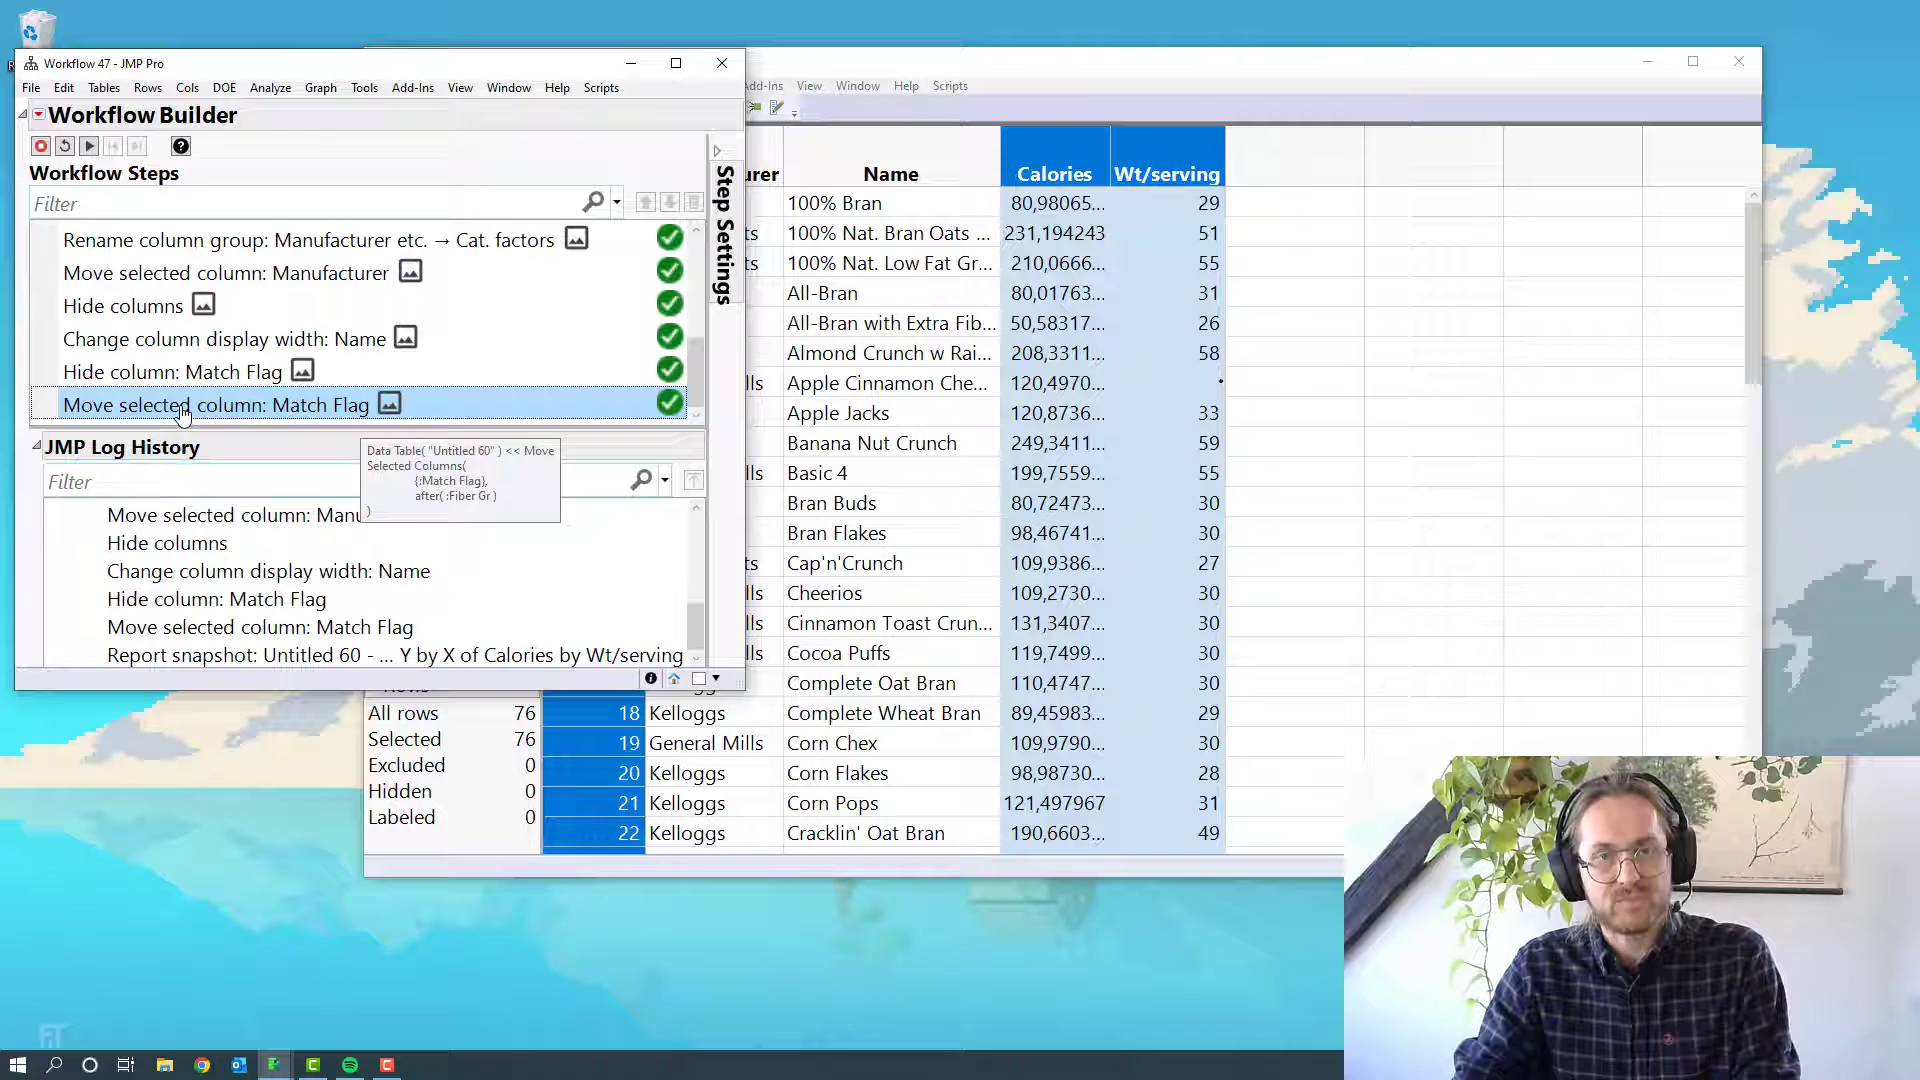 Workflow 47 - JMP Pro
File Edit Tables Rows Cols DOE Analyze Graph Tools Add-Ins View Window Help Scripts
Add-Ins View Window Help Scripts
Workflow Builder
Workflow Steps
Filter
Step Settings
Rename column group: Manufacturer etc. → Cat. factors
Move selected column: Manufacturer
Hide columns
Change column display width: Name
Hide column: Match Flag
Move selected column: Match Flag
JMP Log History
Filter
Data Table( "Untitled 60" ) << Move
Selected Columns(
{:Match Flag},
after( :Fiber Gr )
)
Move selected column: Manu
Hide columns
Change column display width: Name
Hide column: Match Flag
Move selected column: Match Flag
Report snapshot: Untitled 60 - ... Y by X of Calories by Wt/serving
urer Name Calories Wt/serving
100% Bran 80,98065... 29
ts 100% Nat. Bran Oats ... 231,194243 51
ts 100% Nat. Low Fat Gr... 210,0666... 55
All-Bran 80,01763... 31
All-Bran with Extra Fib... 50,58317... 26
Almond Crunch w Rai... 208,3311... 58
lls Apple Cinnamon Che... 120,4970... •
Apple Jacks 120,8736... 33
Banana Nut Crunch 249,3411... 59
lls Basic 4 199,7559... 55
Bran Buds 80,72473... 30
Bran Flakes 98,46741... 30
ts Cap'n'Crunch 109,9386... 27
lls Cheerios 109,2730... 30
lls Cinnamon Toast Crun... 131,3407... 30
lls Cocoa Puffs 119,7499... 30
Complete Oat Bran 110,4747... 30
18 Kelloggs Complete Wheat Bran 89,45983... 29
19 General Mills Corn Chex 109,9790... 30
20 Kelloggs Corn Flakes 98,98730... 28
21 Kelloggs Corn Pops 121,497967 31
22 Kelloggs Cracklin' Oat Bran 190,6603... 49
Rows
All rows 76
Selected 76
Excluded 0
Hidden 0
Labeled 0